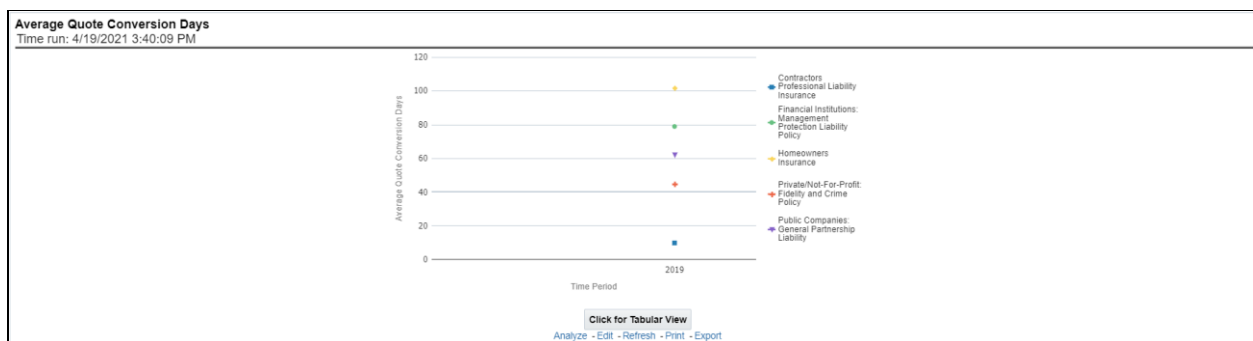 Average Quote Conversion Days
Time run: 4/19/2021 3:40:09 PM
120
100
80
60
40
20
0
Average Quote Conversion Days
2019
Time Period
Contractors
Professional Liability
Insurance
Financial Institutions:
Management
Protection Liability
Policy
Homeowners
Insurance
Private/Not-For-Profit:
Fidelity and Crime
Policy
Public Companies:
General Partnership
Liability
Click for Tabular View
Analyze - Edit - Refresh - Print - Export